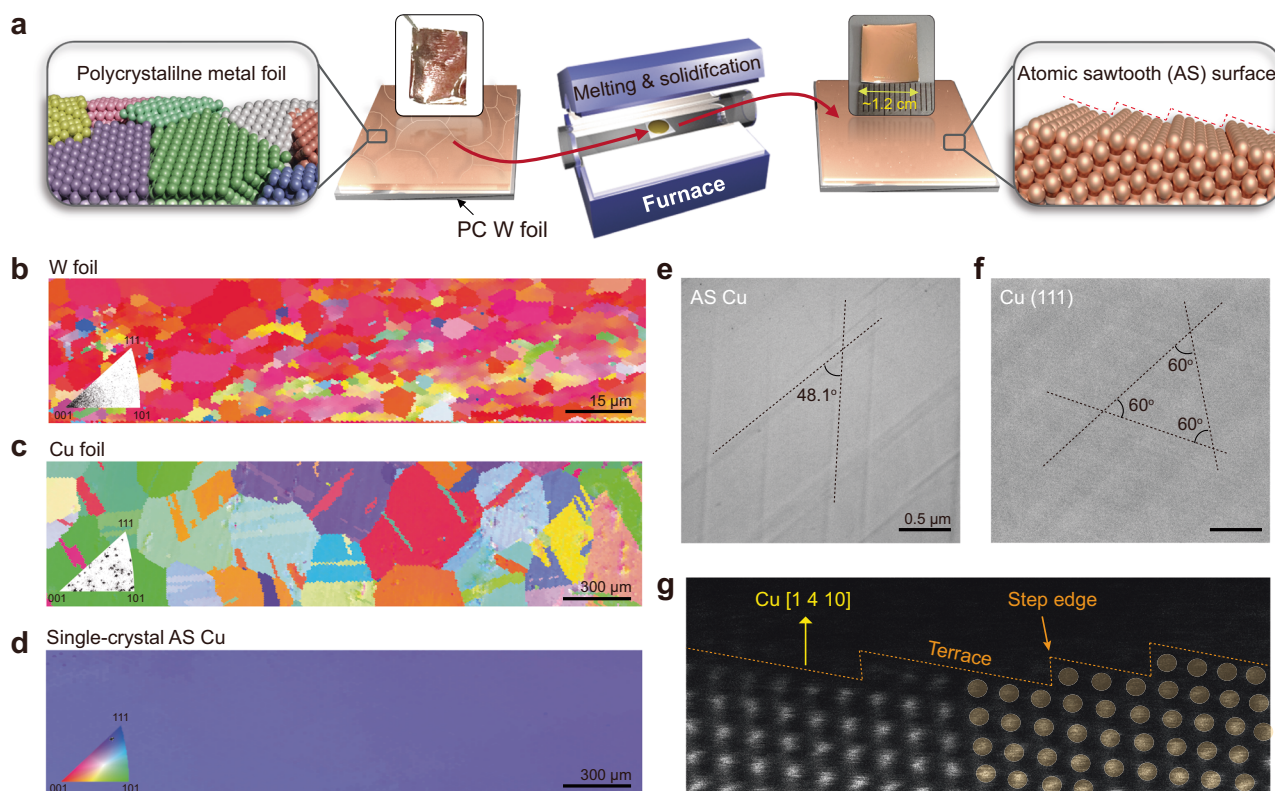 a
Polycrystalilne metal foil
PC W foil
Melting & solidifcation
Furnace
~1.2 cm
Atomic sawtooth (AS) surface
b
W foil
111
001
101
15 µm
c
Cu foil
111
001
101
300 µm
d
Single-crystal AS Cu
111
001
101
300 µm
e
AS Cu
48.1°
0.5 µm
f
Cu (111)
60°
60°
60°
g
Cu [1 4 10]
Step edge
Terrace